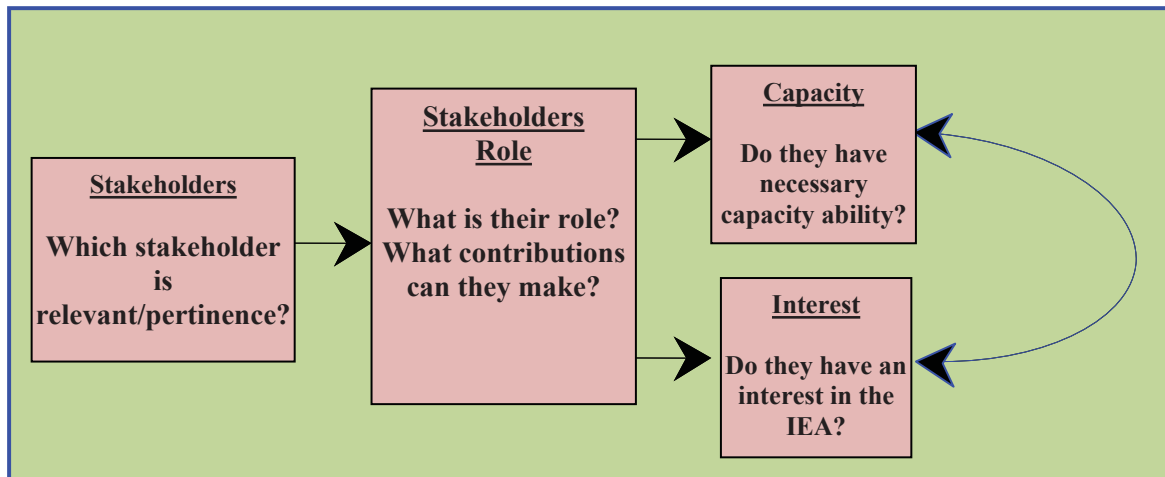 Stakeholders
Which stakeholder
is
relevant/pertinence?
Stakeholders
Role
What is their role?
What contributions
can they make?
Capacity
Do they have
necessary
capacity ability?
Interest
Do they have an
interest in the
IEA?